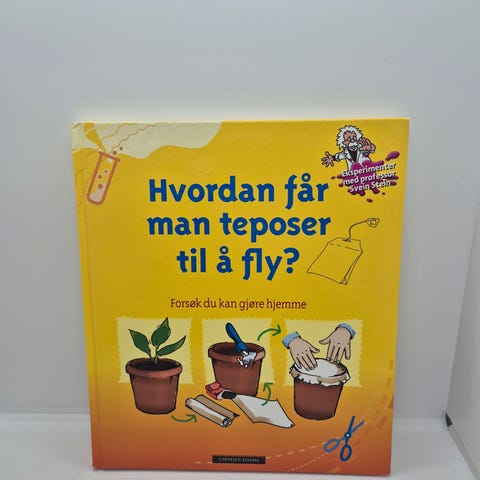 Eksperimenter
med professor
Svein Stein
Hvordan får
man teposer
til å fly?
Forsøk du kan gjøre hjemme
CAPPELEN DAMM